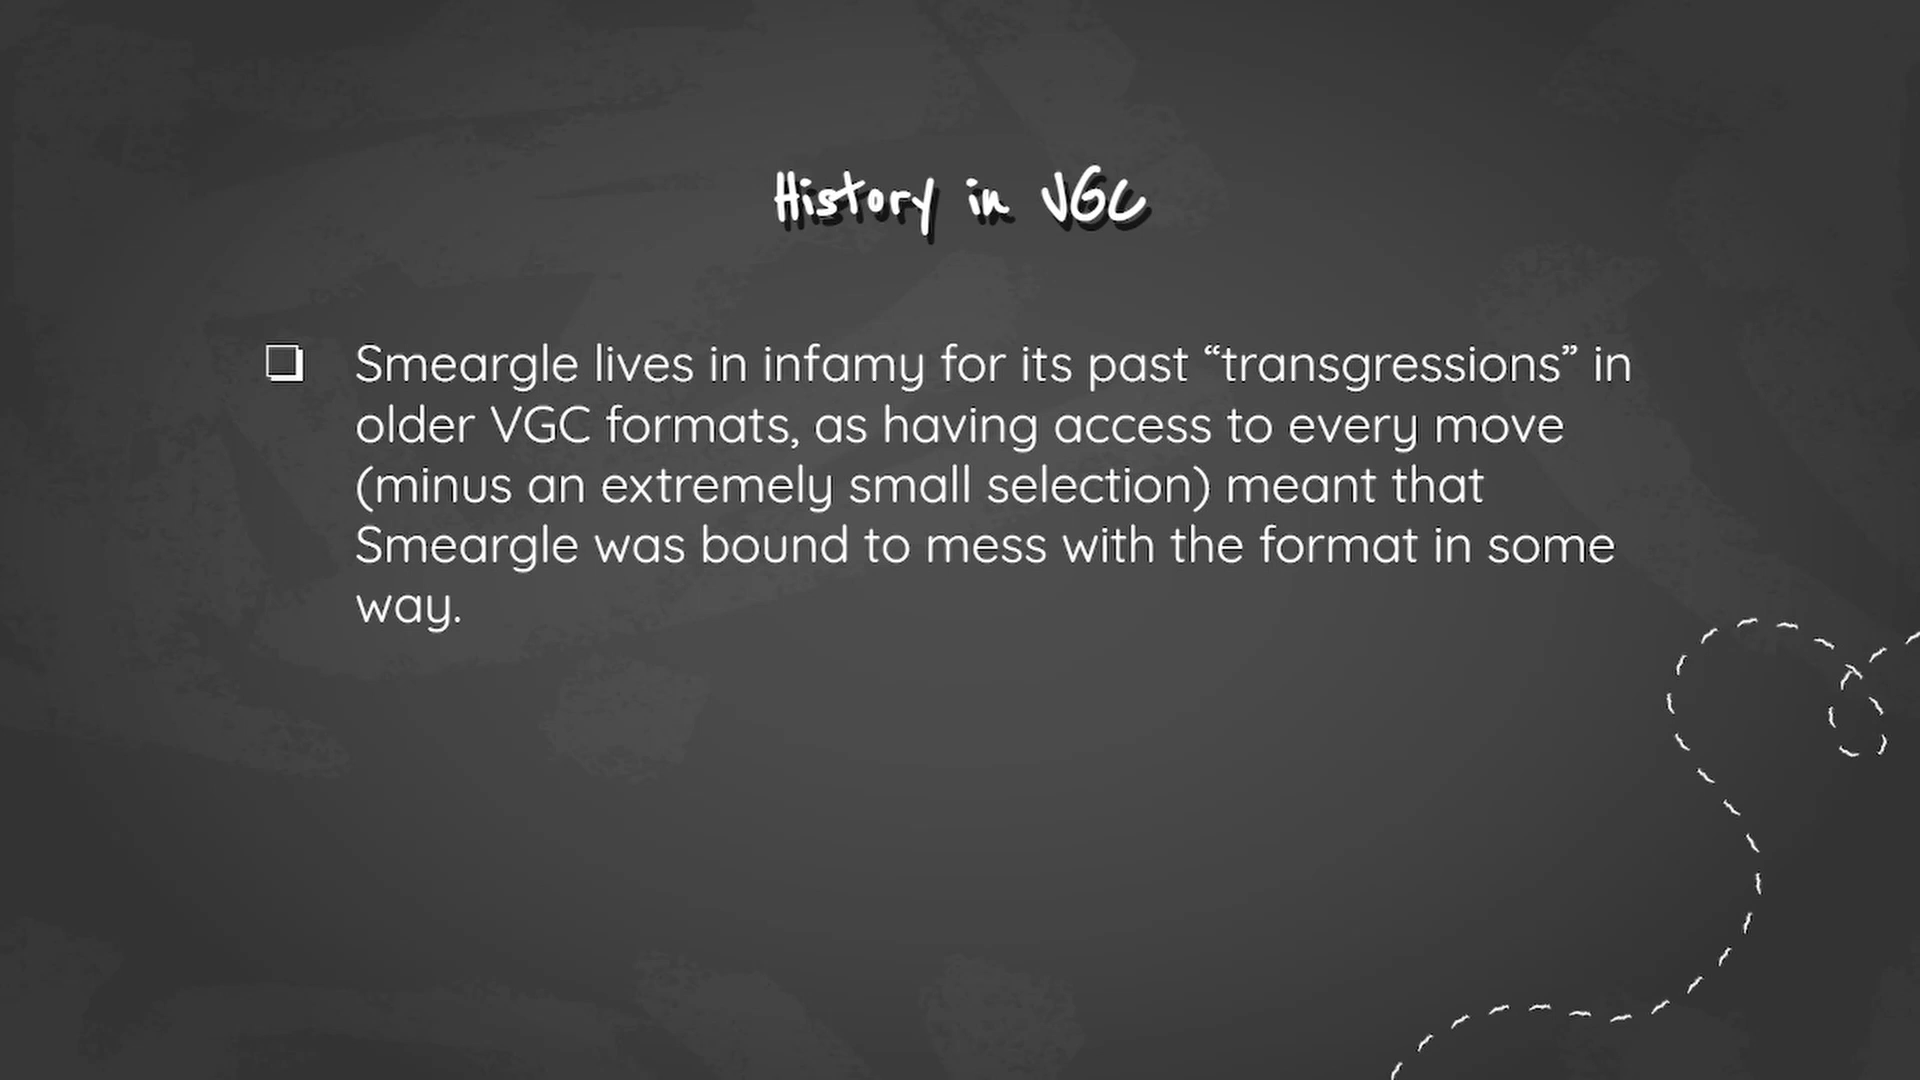 History in VGC
❏ Smeargle lives in infamy for its past “transgressions” in
older VGC formats, as having access to every move
(minus an extremely small selection) meant that
Smeargle was bound to mess with the format in some
way.